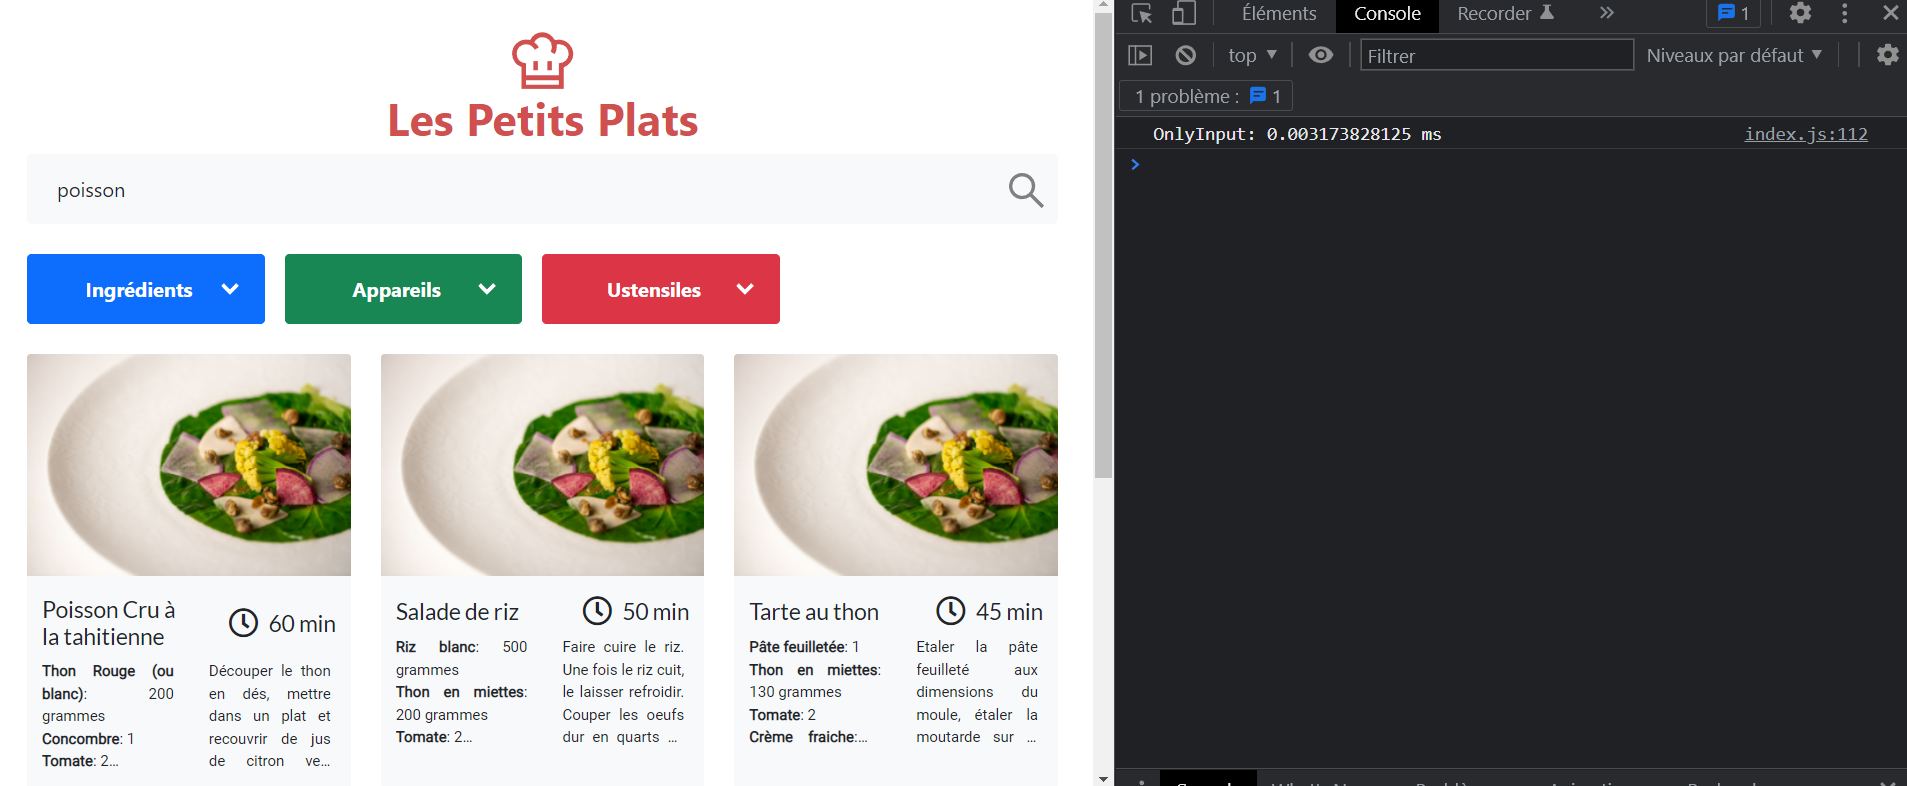 Les Petits Plats
poisson
Ingrédients
Appareils
Ustensiles
Poisson Cru à
la tahitienne
60 min
Thon Rouge (ou
blanc): 200
grammes
Concombre: 1
Tomate: 2...
Découper le thon
en dés, mettre
dans un plat et
recouvrir de jus
de citron ve...
Salade de riz
50 min
Riz blanc: 500
grammes
Thon en miettes:
200 grammes
Tomate: 2...
Faire cuire le riz.
Une fois le riz cuit,
le laisser refroidir.
Couper les oeufs
dur en quarts ...
Tarte au thon
45 min
Pâte feuilletée: 1
Thon en miettes:
130 grammes
Tomate: 2
Crème fraiche:...
Etaler la pâte
feuilleté aux
dimensions du
moule, étaler la
moutarde sur ...
Éléments
Console
Recorder
1
top
Filtrer
Niveaux par défaut
1 problème : 1
OnlyInput: 0.003173828125 ms
index.js:112